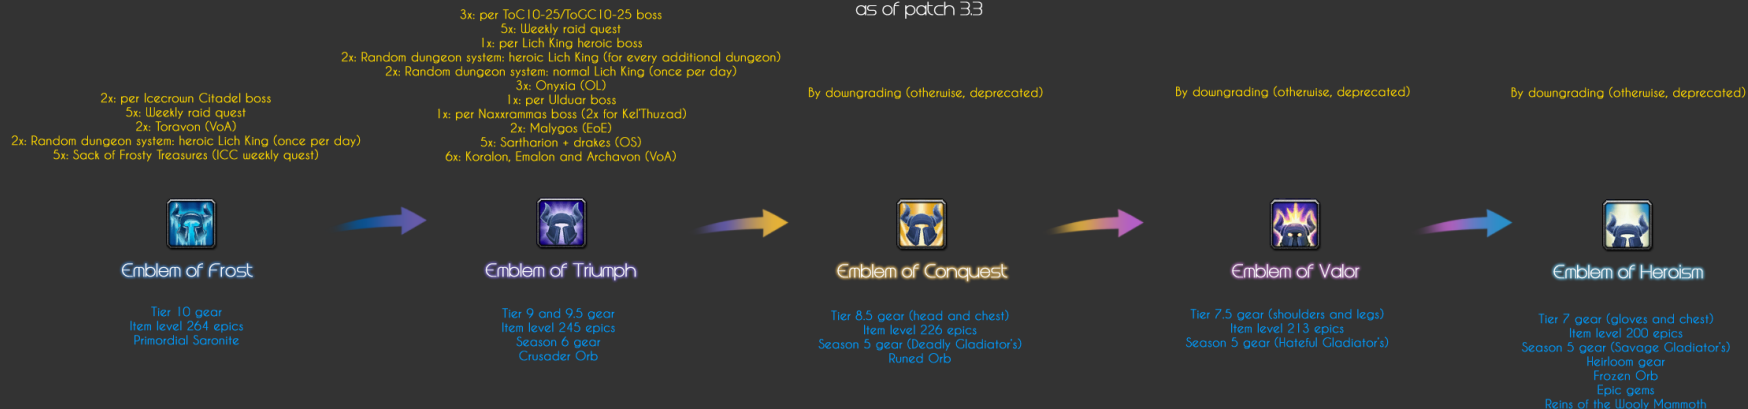 as of patch 3.3
2x: per Icecrown Citadel boss
5x: Weekly raid quest
2x: Toravon (VoA)
2x: Random dungeon system: heroic Lich King (once per day)
5x: Sack of Frosty Treasures (ICC weekly quest)
3x: per ToC10-25/ToGC10-25 boss
5x: Weekly raid quest
1x: per Lich King heroic boss
2x: Random dungeon system: heroic Lich King (for every additional dungeon)
2x: Random dungeon system: normal Lich King (once per day)
3x: Onyxia (OL)
1x: per Ulduar boss
1x: per Naxxrammas boss (2x for Kel'Thuzad)
2x: Malygos (EoE)
5x: Sartharion + drakes (OS)
6x: Koralon, Emalon and Archavon (VoA)
By downgrading (otherwise, deprecated)
By downgrading (otherwise, deprecated)
By downgrading (otherwise, deprecated)
Emblem of Frost
Emblem of Triumph
Emblem of Conquest
Emblem of Valor
Emblem of Heroism
Tier 10 gear
Item level 264 epics
Primordial Saronite
Tier 9 and 9.5 gear
Item level 245 epics
Season 6 gear
Crusader Orb
Tier 8.5 gear (head and chest)
Item level 226 epics
Season 5 gear (Deadly Gladiator's)
Runed Orb
Tier 7.5 gear (shoulders and legs)
Item level 213 epics
Season 5 gear (Hateful Gladiator's)
Tier 7 gear (gloves and chest)
Item level 200 epics
Season 5 gear (Savage Gladiator's)
Heirloom gear
Frozen Orb
Epic gems
Reins of the Wooly Mammoth